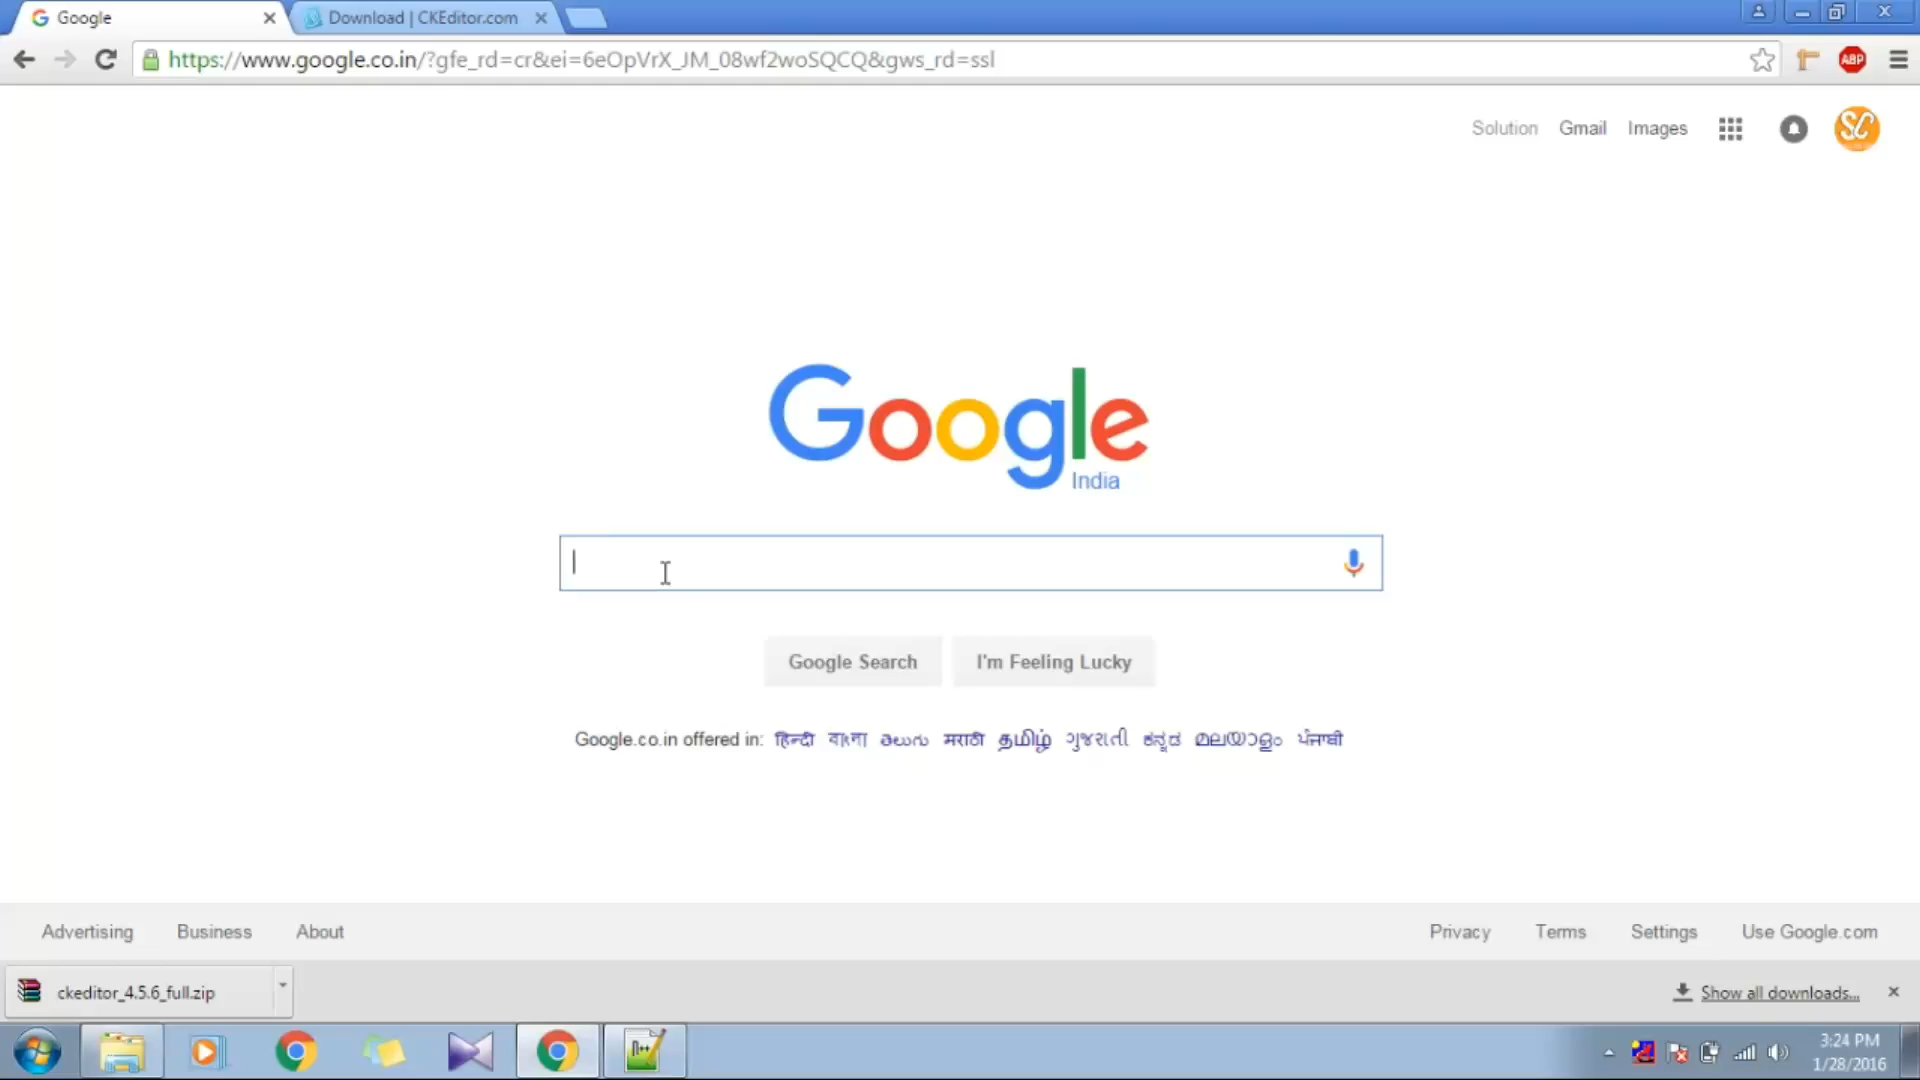 Google
Download | CKEditor.com
https://www.google.co.in/?gfe_rd=cr&ei=6eOpVrX_JM_08wf2woSQCQ&gws_rd=ssl
ABP
Solution Gmail Images
SC
Google
India
Google Search I'm Feeling Lucky
Google.co.in offered in: हिन्दी বাংলা తెలుగు मराठी தமிழ் ગુજરાતી ಕನ್ನಡ മലയാളം ਪੰਜਾਬੀ
Advertising Business About Privacy Terms Settings Use Google.com
ckeditor_4.5.6_full.zip Show all downloads...
n++
3:24 PM
1/28/2016